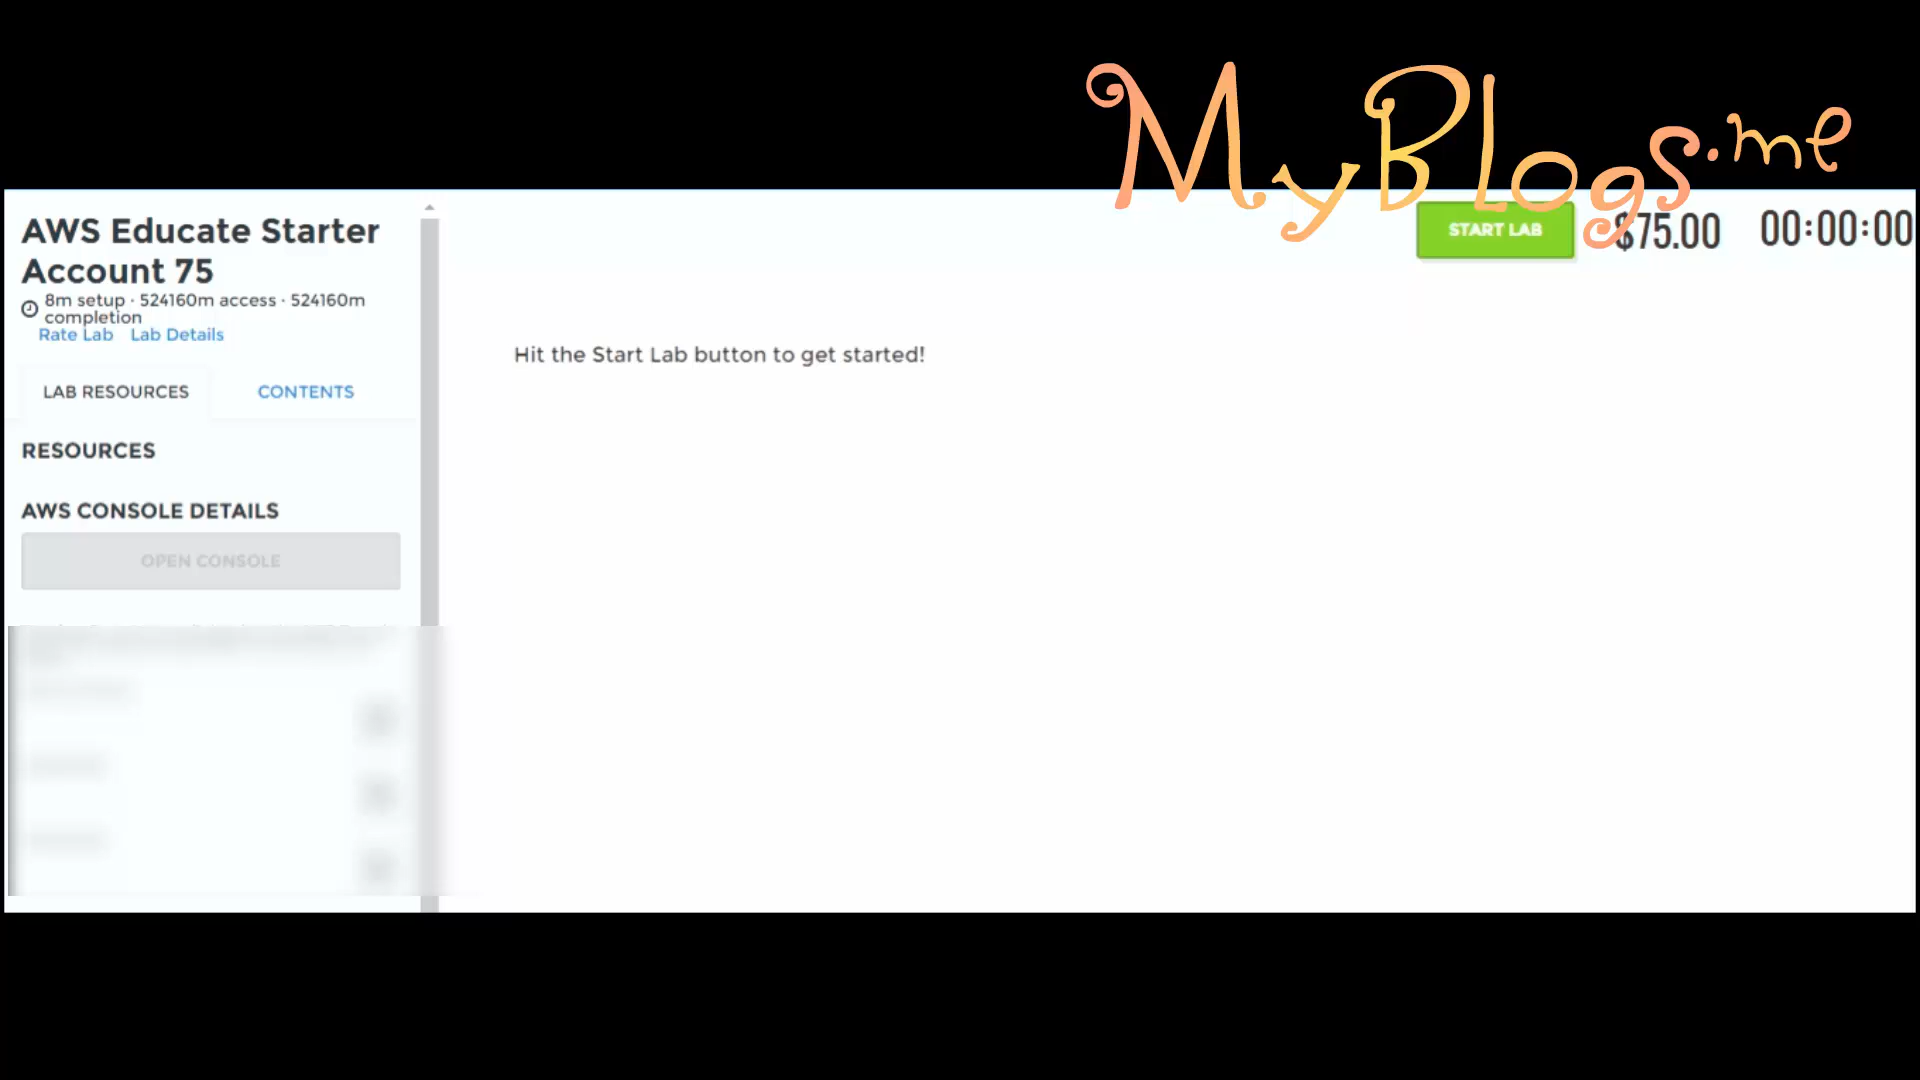 MyBlogs.me
AWS Educate Starter
Account 75
START LAB
$75.00
00:00:00
8m setup · 524160m access · 524160m
completion
Rate Lab Lab Details
Hit the Start Lab button to get started!
LAB RESOURCES
CONTENTS
RESOURCES
AWS CONSOLE DETAILS
OPEN CONSOLE